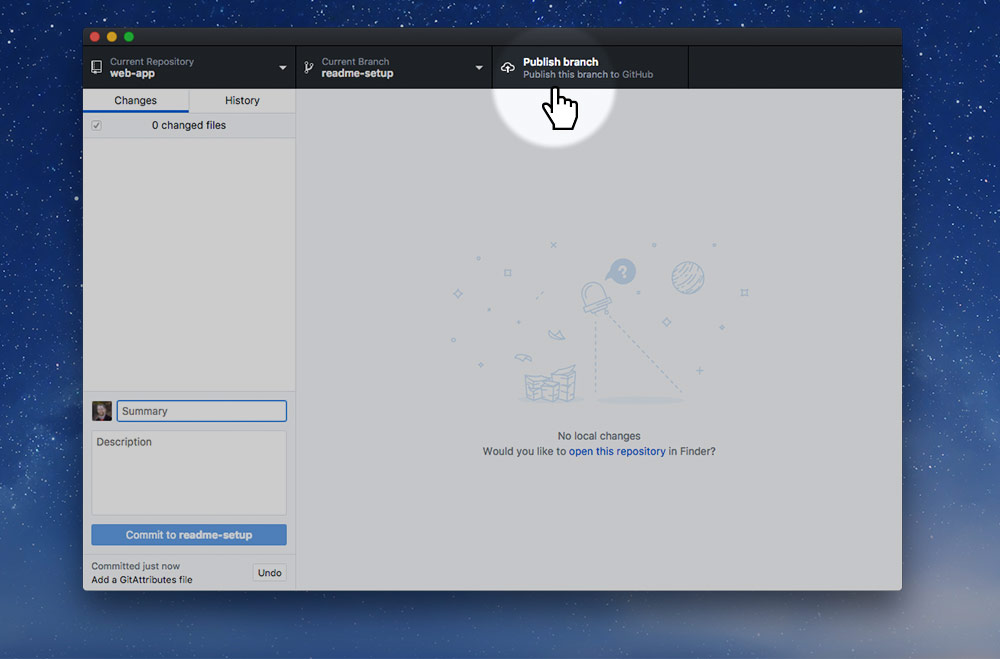 Current Repository
web-app
Current Branch
readme-setup
Publish branch
Publish this branch to GitHub
Changes
History
0 changed files
?
No local changes
Would you like to open this repository in Finder?
Summary
Description
Commit to readme-setup
Committed just now
Add a GitAttributes file
Undo